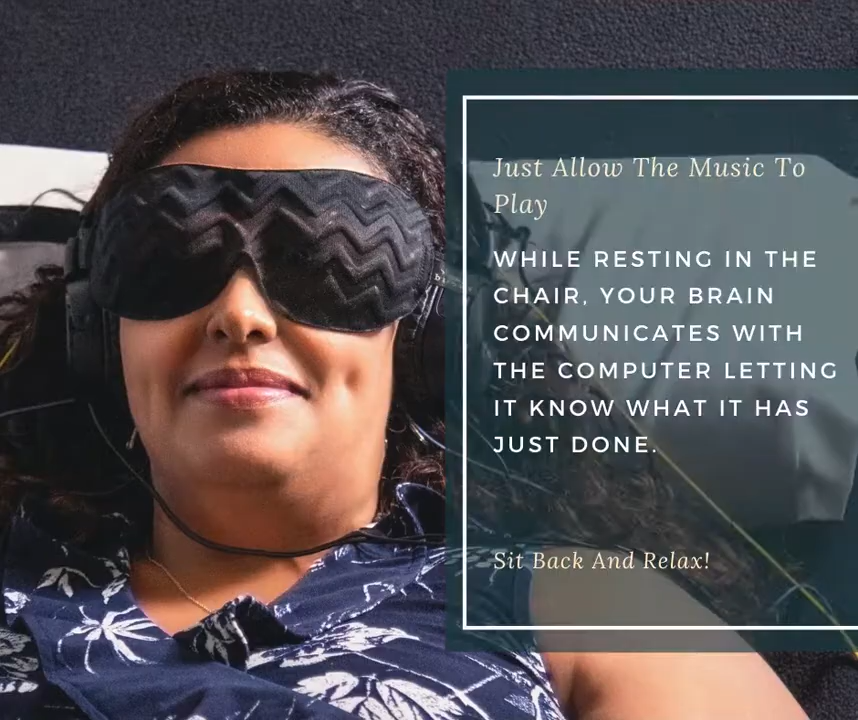 Just Allow The Music To
Play
WHILE RESTING IN THE
CHAIR, YOUR BRAIN
COMMUNICATES WITH
THE COMPUTER LETTING
IT KNOW WHAT IT HAS
JUST DONE.
Sit Back And Relax!